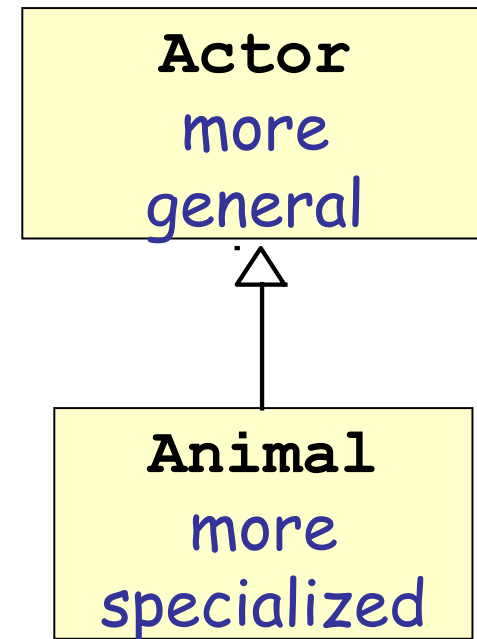 Actor
more
general
Animal
more
specialized